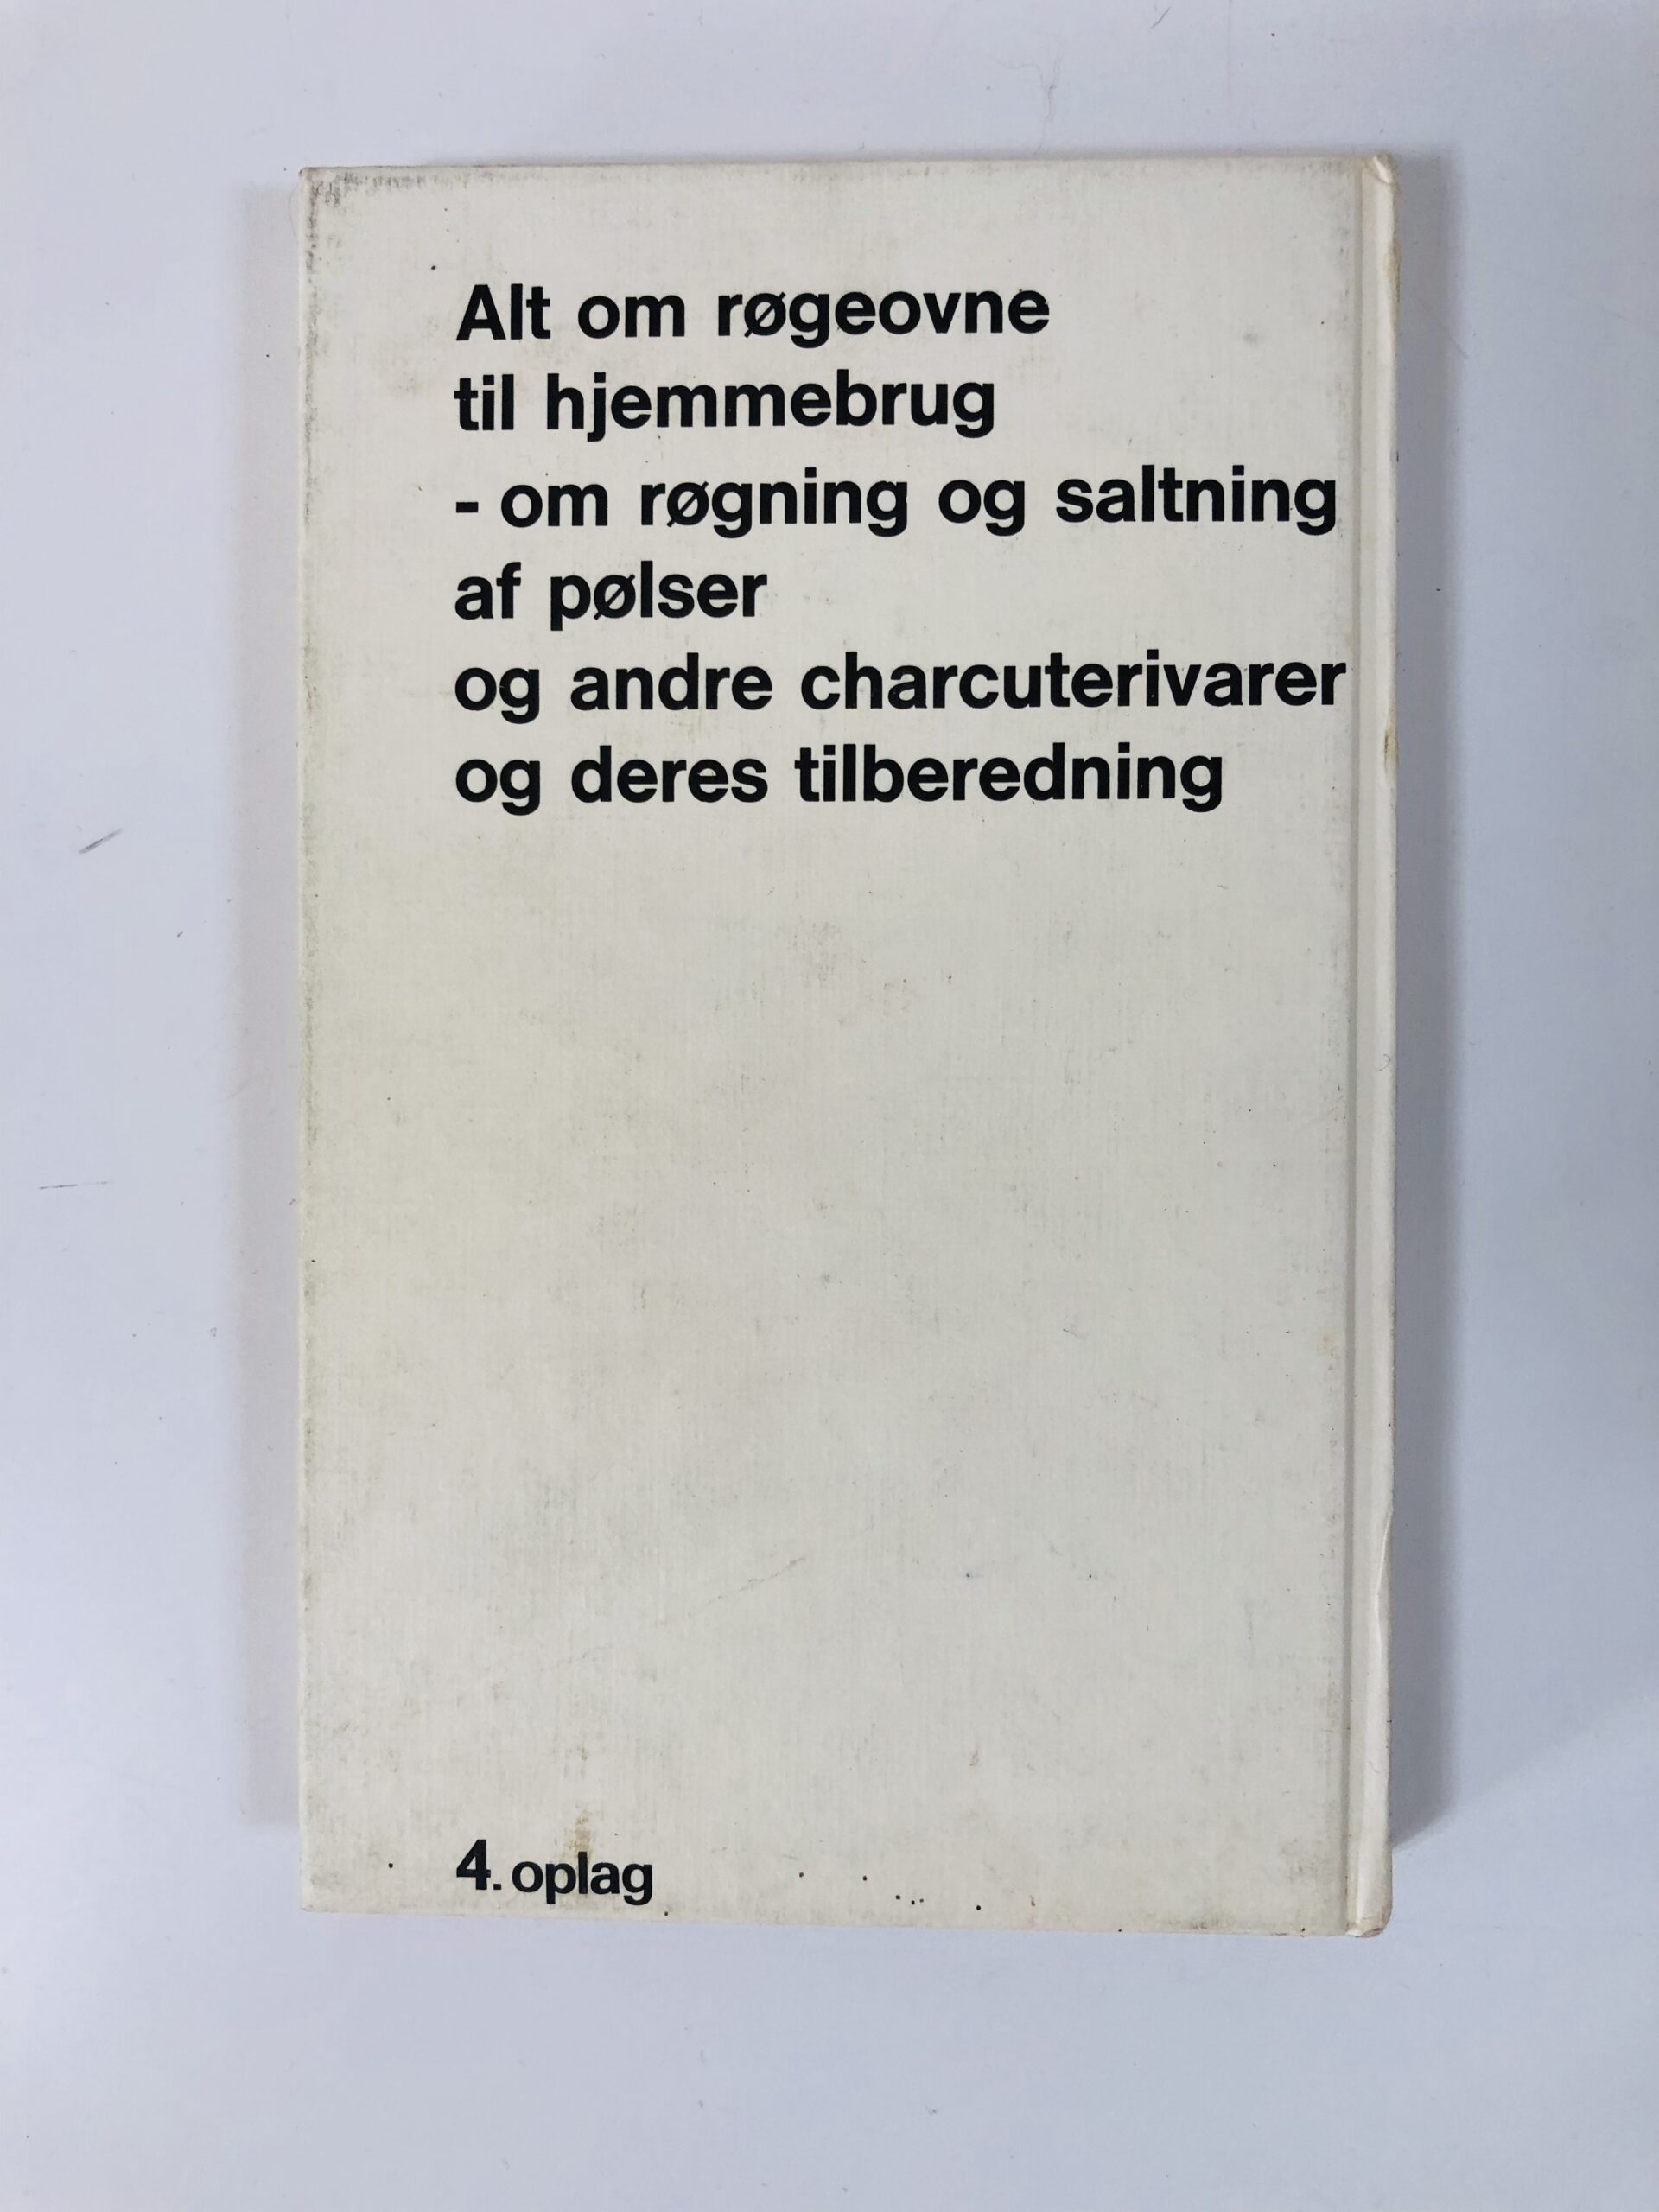 Alt om røgeovne
til hjemmebrug
- om røgning og saltning
af pølser
og andre charcuterivarer
og deres tilberedning
4. oplag